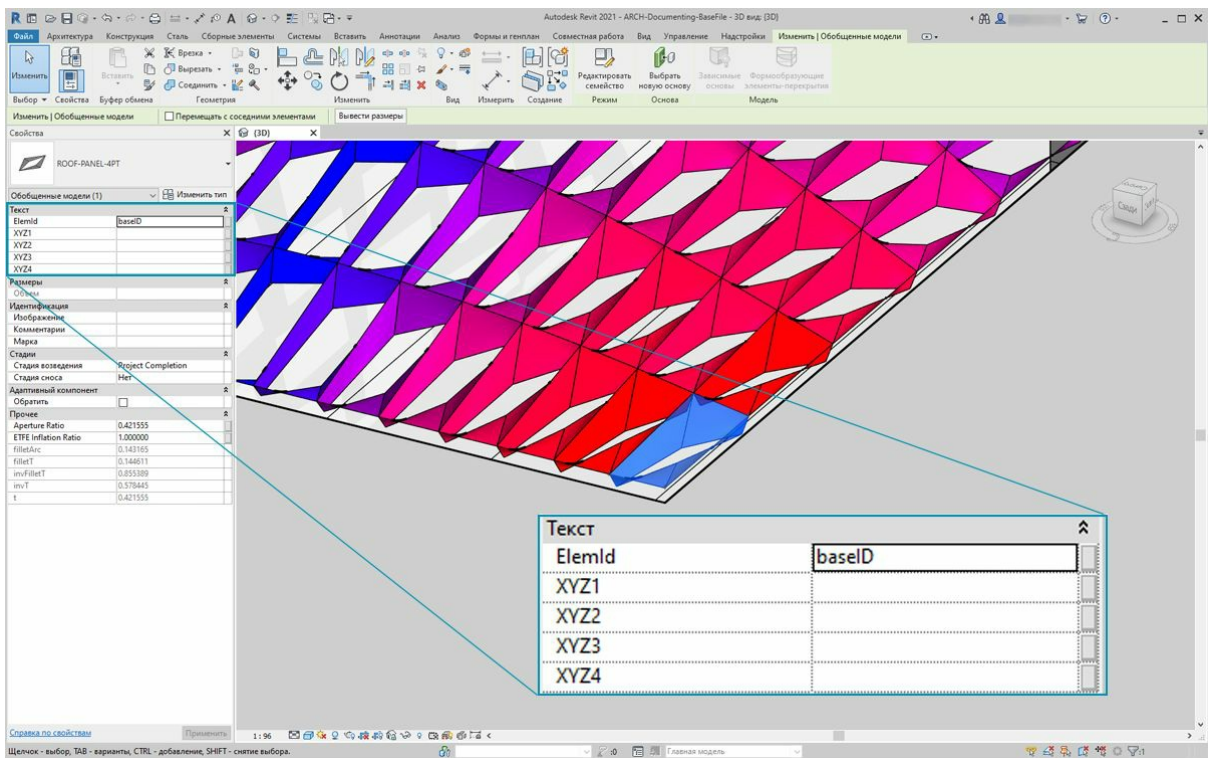 Autodesk Revit 2021 - ARCH-Documenting-BaseFile - 3D вид: {3D}
Файл Архитектура Конструкция Сталь Сборные элементы Системы Вставить Аннотации Анализ Формы и генплан Совместная работа Вид Управление Надстройки Изменить | Обобщенные модели
Изменить
Вставить
Врезка
Вырезать
Соединить
Редактировать семейство
Выбрать новую основу
Зависимые основы
Формообразующие элементы-перекрытия
Выбор Свойства Буфер обмена Геометрия Изменить Вид Измерить Создание Режим Основа Модель
Изменить | Обобщенные модели Перемещать с соседними элементами Вывести размеры
Свойства
{3D}
ROOF-PANEL-4PT
Обобщенные модели (1) Изменить тип
Текст
ElemId baseID
XYZ1
XYZ2
XYZ3
XYZ4
Размеры
Объем
Идентификация
Изображение
Комментарии
Марка
Стадии
Стадия возведения Project Completion
Стадия сноса Нет
Адаптивный компонент
Обратить
Прочее
Aperture Ratio 0.421555
ETFE Inflation Ratio 1.000000
filletArc 0.143165
filletT 0.144611
invFilletT 0.855389
invT 0.578445
t 0.421555
Текст
ElemId baseID
XYZ1
XYZ2
XYZ3
XYZ4
Справка по свойствам Применить
1 : 96
Щелчок - выбор, TAB - варианты, CTRL - добавление, SHIFT - снятие выбора.
:0
Главная модель